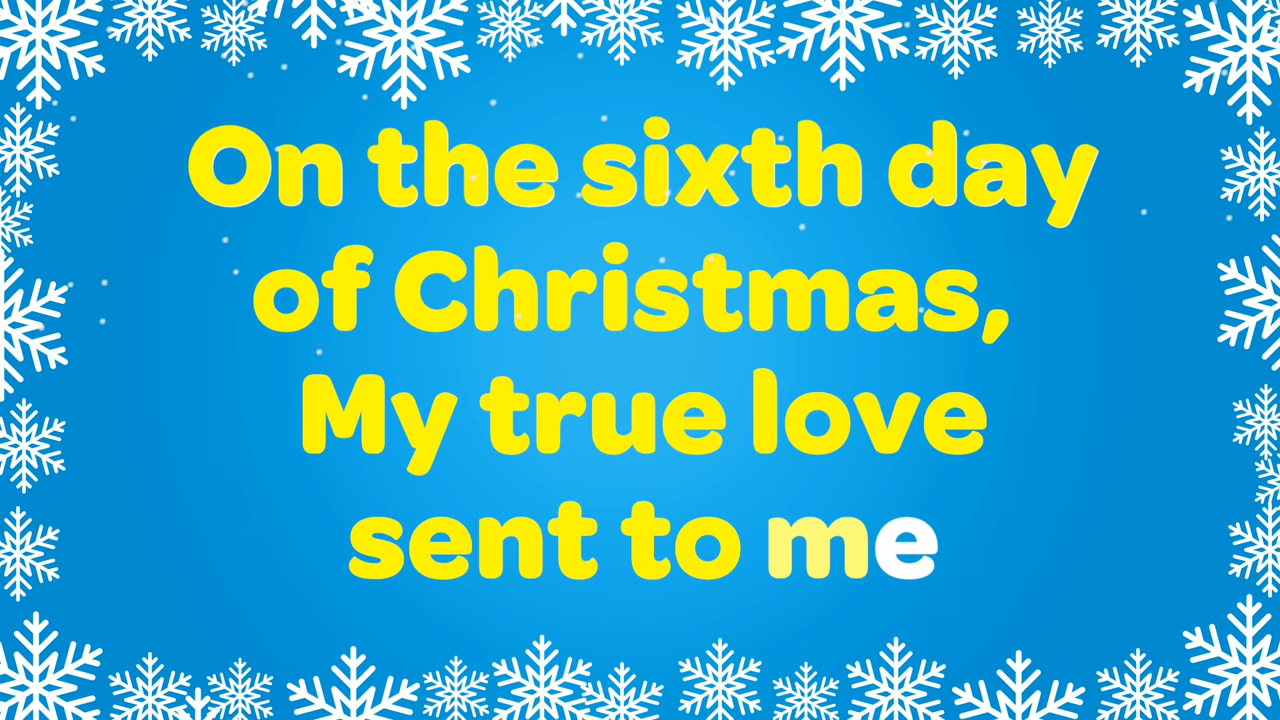 On the sixth day
of Christmas,
My true love
sent to me